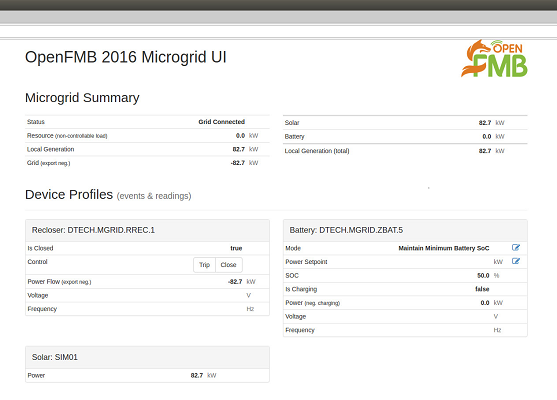 OpenFMB 2016 Microgrid UI
OPEN
FMB
Microgrid Summary
Status Grid Connected
Resource (non-controllable load) 0.0 kW
Local Generation 82.7 kW
Grid (export neg.) -82.7 kW
Solar 82.7 kW
Battery 0.0 kW
Local Generation (total) 82.7 kW
Device Profiles (events & readings)
Recloser: DTECH.MGRID.RREC.1
Is Closed true
Control Trip Close
Power Flow (export neg.) -82.7 kW
Voltage V
Frequency Hz
Battery: DTECH.MGRID.ZBAT.5
Mode Maintain Minimum Battery SoC
Power Setpoint kW
SOC 50.0 %
Is Charging false
Power (neg. charging) 0.0 kW
Voltage V
Frequency Hz
Solar: SIM01
Power 82.7 kW